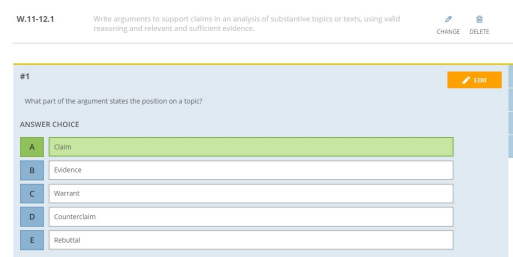 W.11-12.1
Write arguments to support claims in an analysis of substantive topics or texts, using valid
reasoning and relevant and sufficient evidence.
CHANGE DELETE
#1
EDIT
What part of the argument states the position on a topic?
ANSWER CHOICE
A Claim
B Evidence
C Warrant
D Counterclaim
E Rebuttal